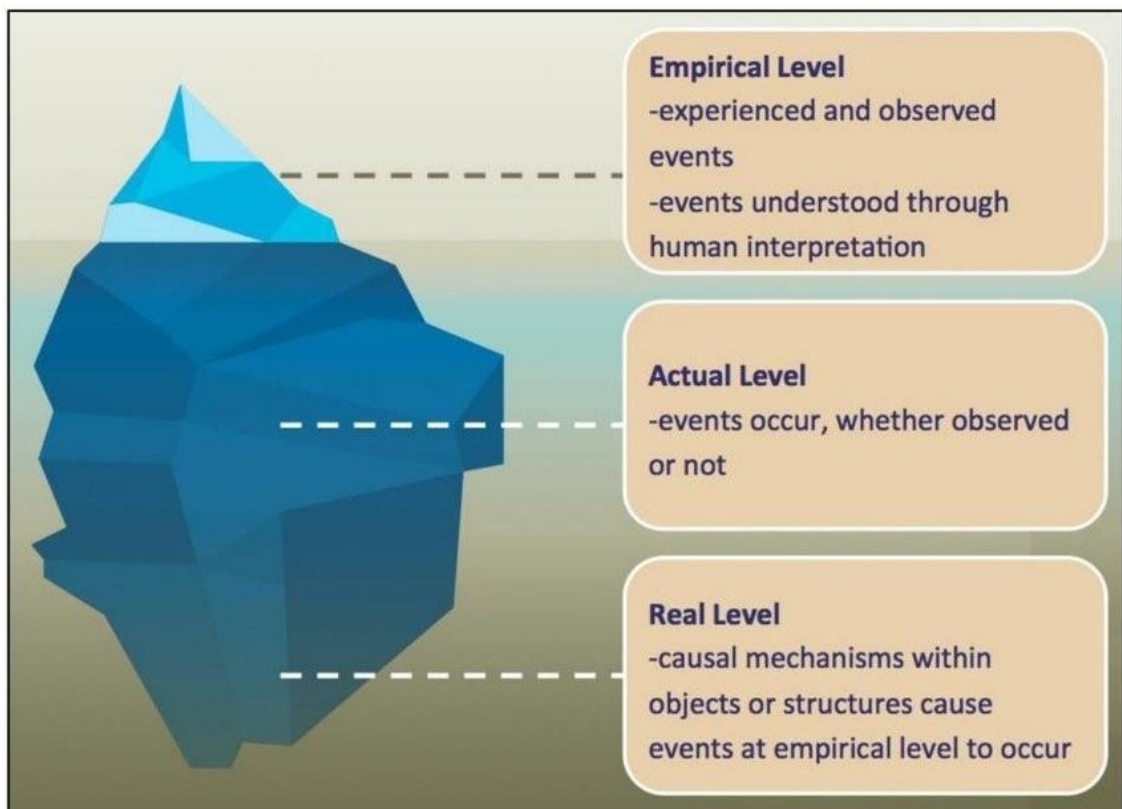 Empirical Level
-experienced and observed
events
-events understood through
human interpretation
Actual Level
-events occur, whether observed
or not
Real Level
-causal mechanisms within
objects or structures cause
events at empirical level to occur